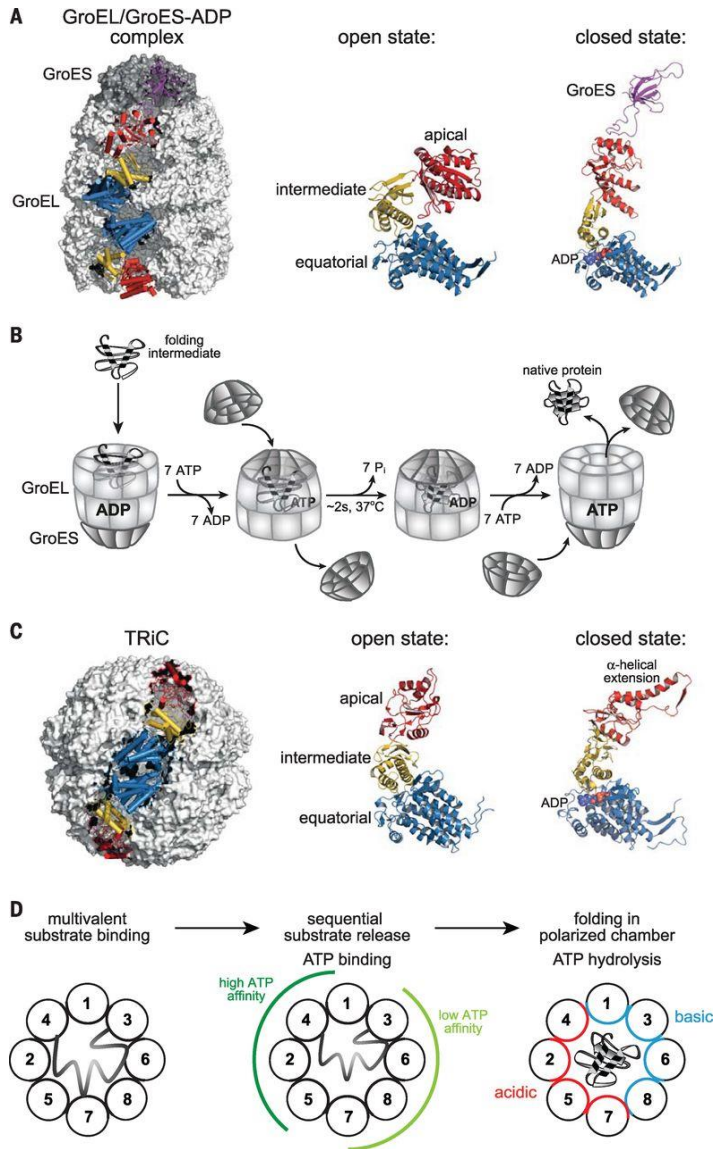 A
GroEL/GroES-ADP
complex
open state:
closed state:
GroES
GroES
apical
intermediate
GroEL
equatorial
ADP
B
folding
intermediate
native protein
7 ATP
7 Pi
7 ADP
GroEL
ADP
ATP
ADP
ATP
7 ADP
~2s, 37°C
7 ATP
GroES
C
TRiC
open state:
closed state:
α-helical
extension
apical
intermediate
ADP
equatorial
D
multivalent
substrate binding
sequential
substrate release
ATP binding
folding in
polarized chamber
ATP hydrolysis
high ATP
affinity
low ATP
affinity
basic
acidic
1
4
3
2
6
5
8
7
1
4
3
2
6
5
8
7
1
4
3
2
6
5
8
7